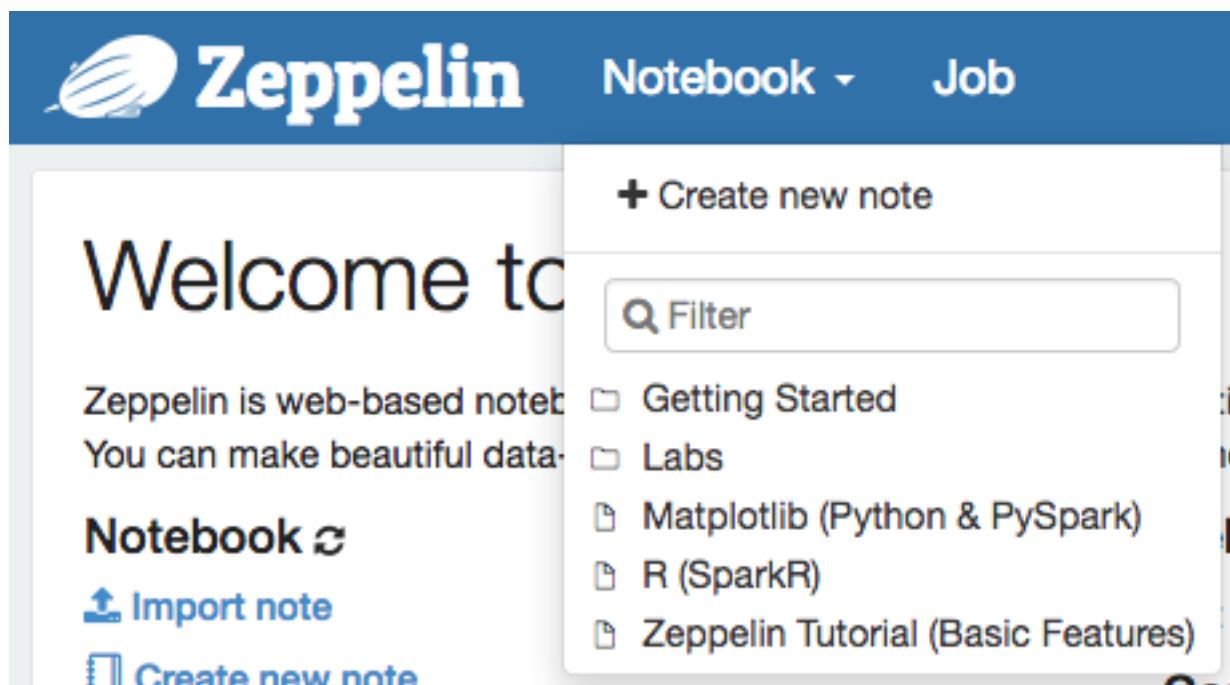 Zeppelin Notebook Job
+ Create new note
Welcome to
Filter
Zeppelin is web-based
Getting Started
You can make beautiful data-
Labs
Matplotlib (Python & PySpark)
Notebook
R (SparkR)
Import note
Zeppelin Tutorial (Basic Features)
Create new note